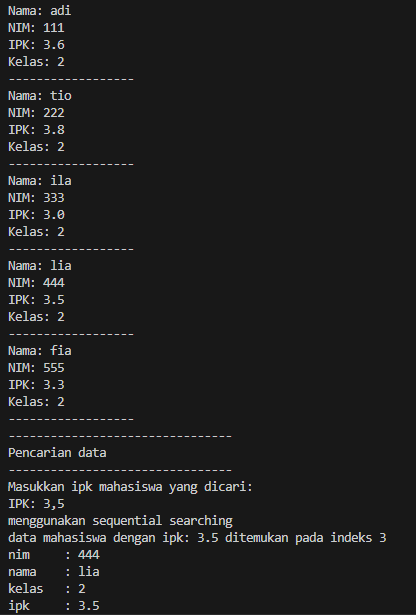 Nama: adi
NIM: 111
IPK: 3.6
Kelas: 2
------------------
Nama: tio
NIM: 222
IPK: 3.8
Kelas: 2
------------------
Nama: ila
NIM: 333
IPK: 3.0
Kelas: 2
------------------
Nama: lia
NIM: 444
IPK: 3.5
Kelas: 2
------------------
Nama: fia
NIM: 555
IPK: 3.3
Kelas: 2
------------------
--------------------------------
Pencarian data
--------------------------------
Masukkan ipk mahasiswa yang dicari:
IPK: 3,5
menggunakan sequential searching
data mahasiswa dengan ipk: 3.5 ditemukan pada indeks 3
nim     : 444
nama    : lia
kelas   : 2
ipk     : 3.5